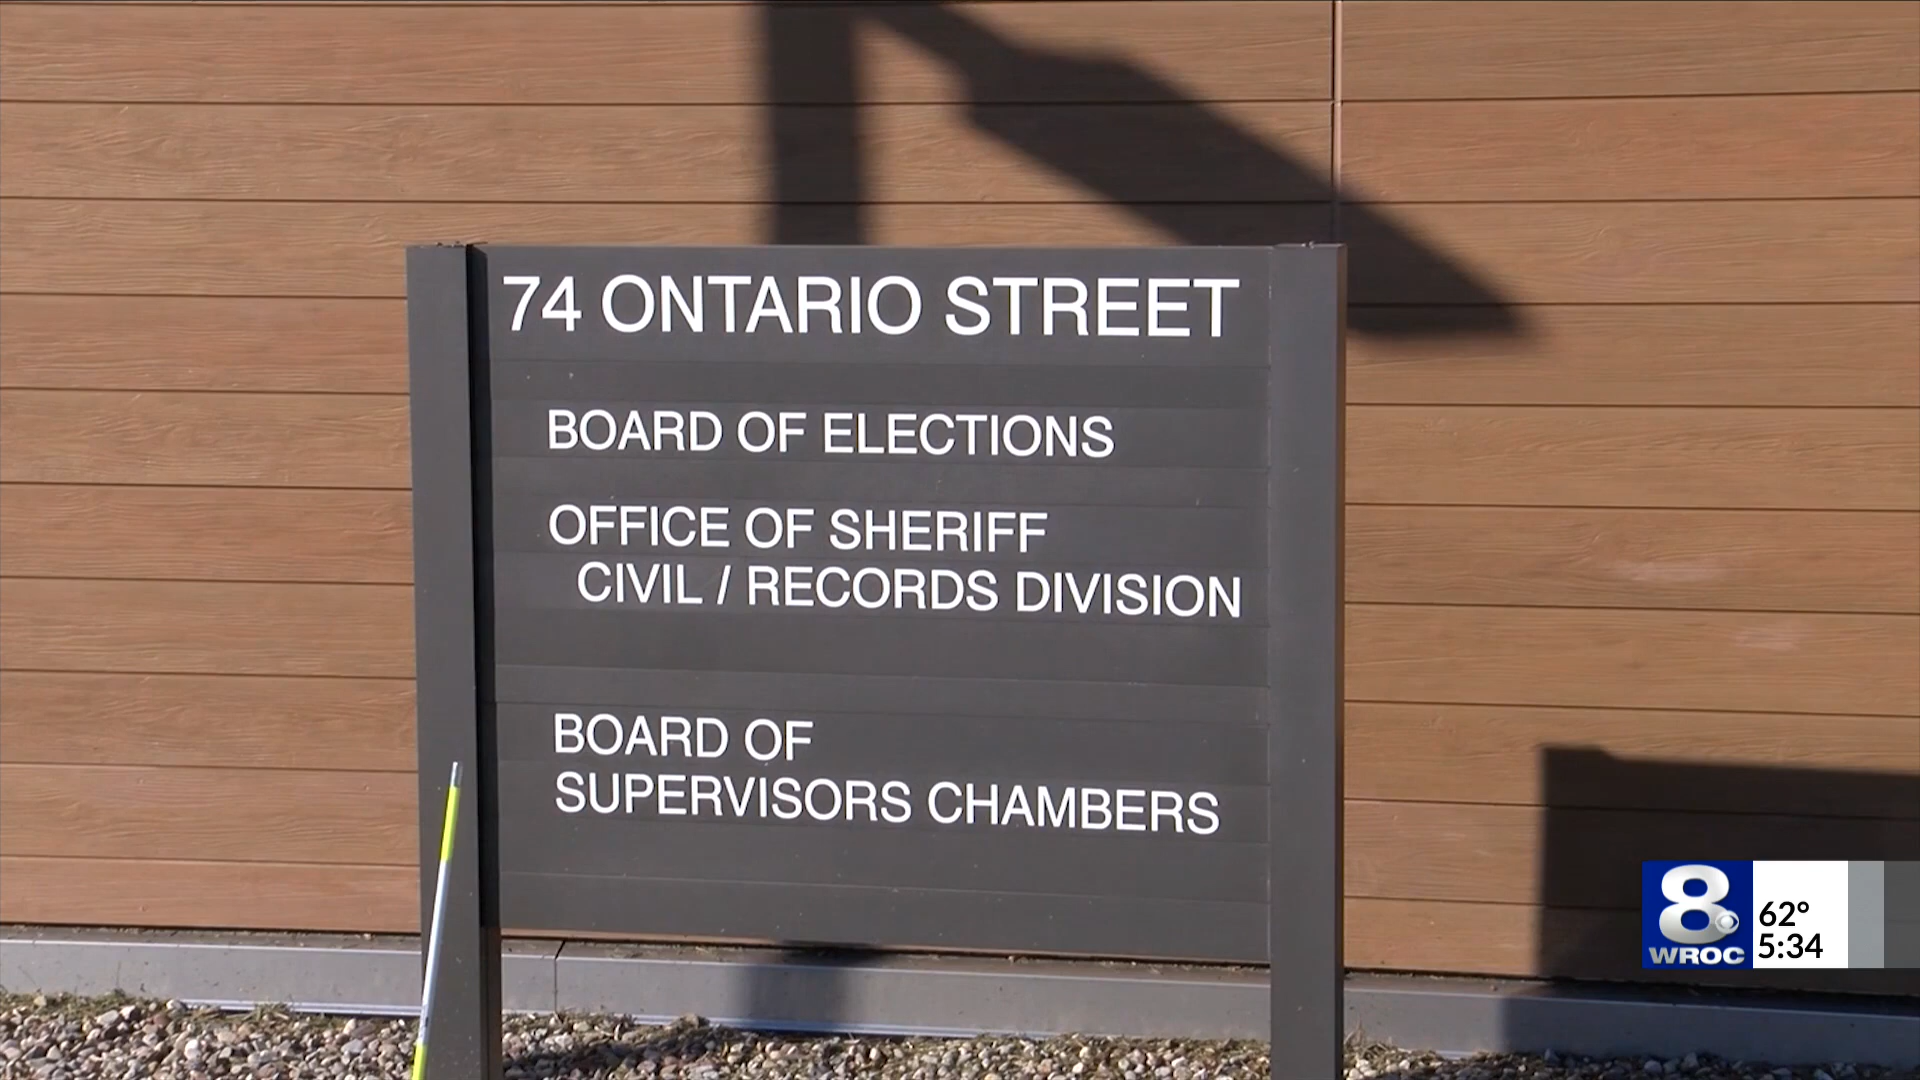 74 ONTARIO STREET
BOARD OF ELECTIONS
OFFICE OF SHERIFF
CIVIL / RECORDS DIVISION
BOARD OF
SUPERVISORS CHAMBERS
8
WROC
62°
5:34